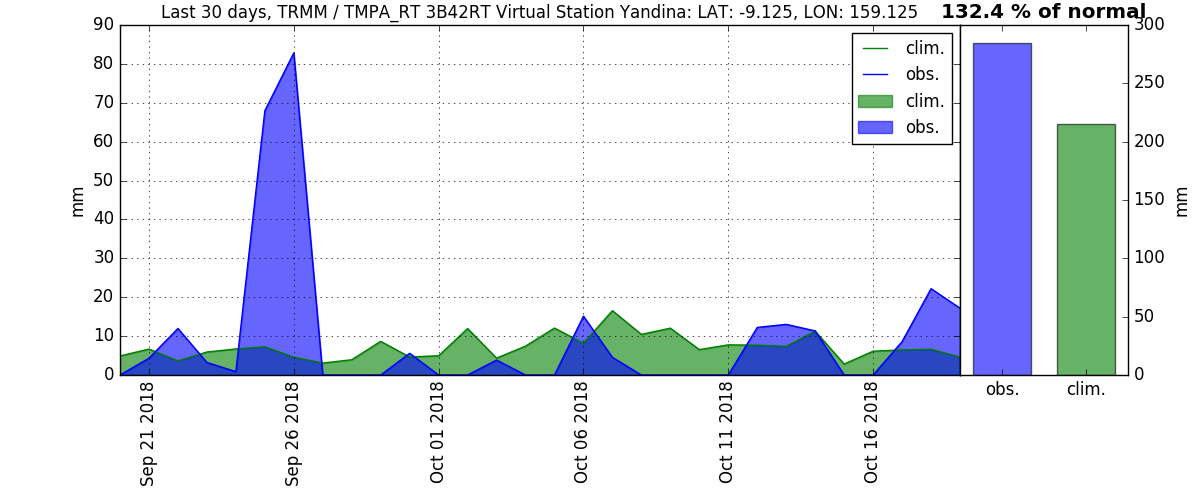 Last 30 days, TRMM / TMPA_RT 3B42RT Virtual Station Yandina: LAT: -9.125, LON: 159.125
132.4 % of normal
90
80
70
60
50
40
30
20
10
0
mm
clim.
obs.
clim.
obs.
Sep 21 2018
Sep 26 2018
Oct 01 2018
Oct 06 2018
Oct 11 2018
Oct 16 2018
300
250
200
150
100
50
0
mm
obs.
clim.